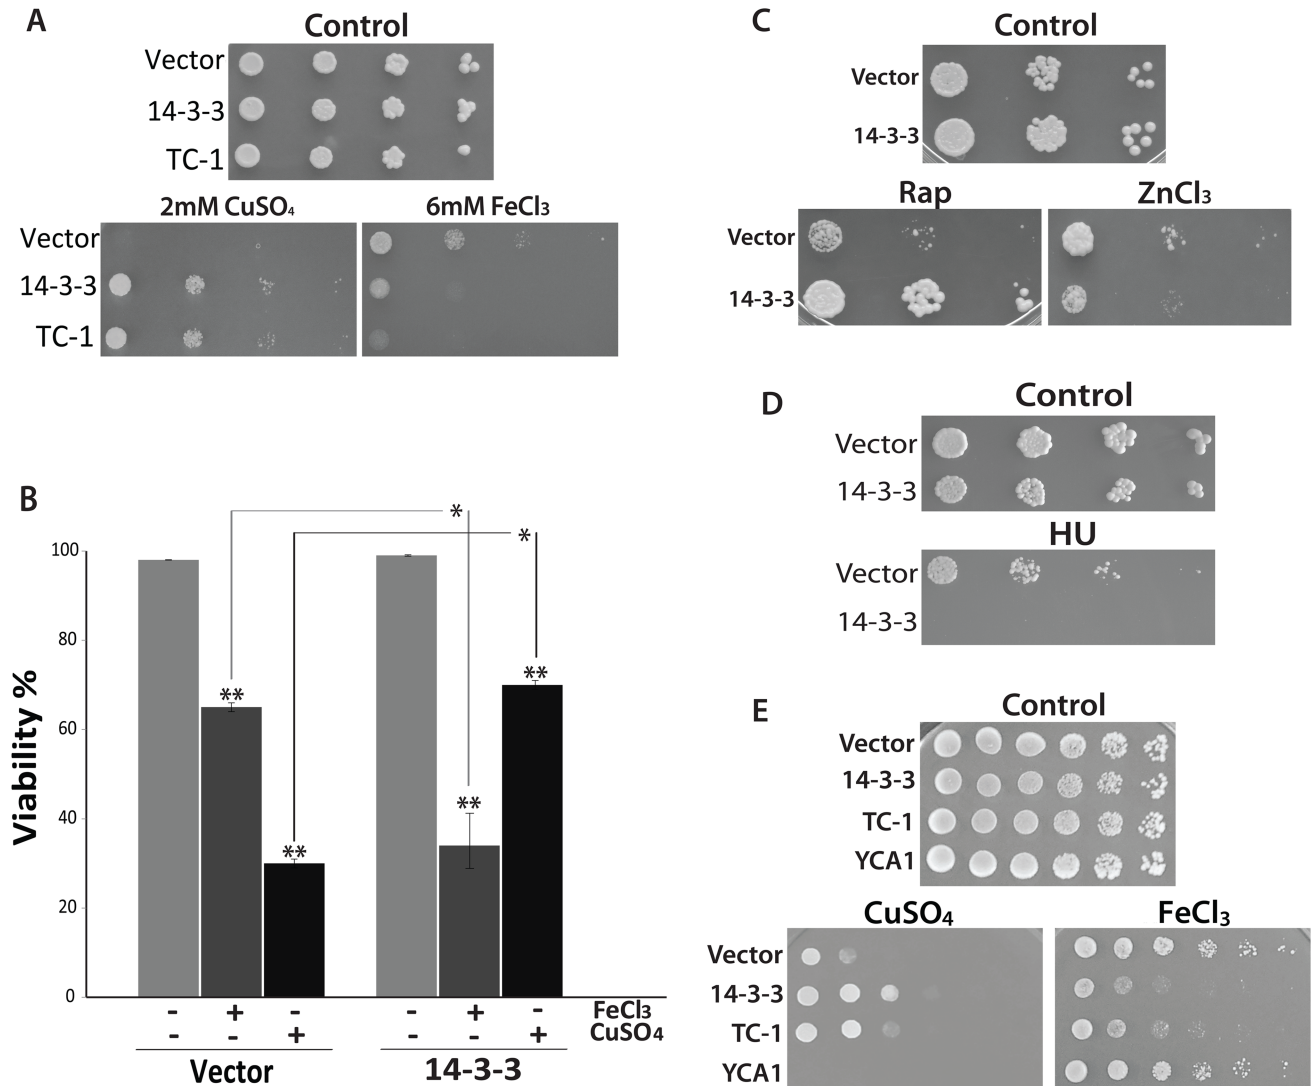 A
Control
Vector
14-3-3
TC-1
2mM CuSO4
6mM FeCl3
Vector
14-3-3
TC-1
B
Viability %
100
80
60
40
20
0
*
*
**
**
**
**
- + - - + - FeCl3
- - + - - + CuSO4
Vector
14-3-3
C
Control
Vector
14-3-3
Rap
ZnCl3
Vector
14-3-3
D
Control
Vector
14-3-3
HU
Vector
14-3-3
E
Control
Vector
14-3-3
TC-1
YCA1
CuSO4
FeCl3
Vector
14-3-3
TC-1
YCA1